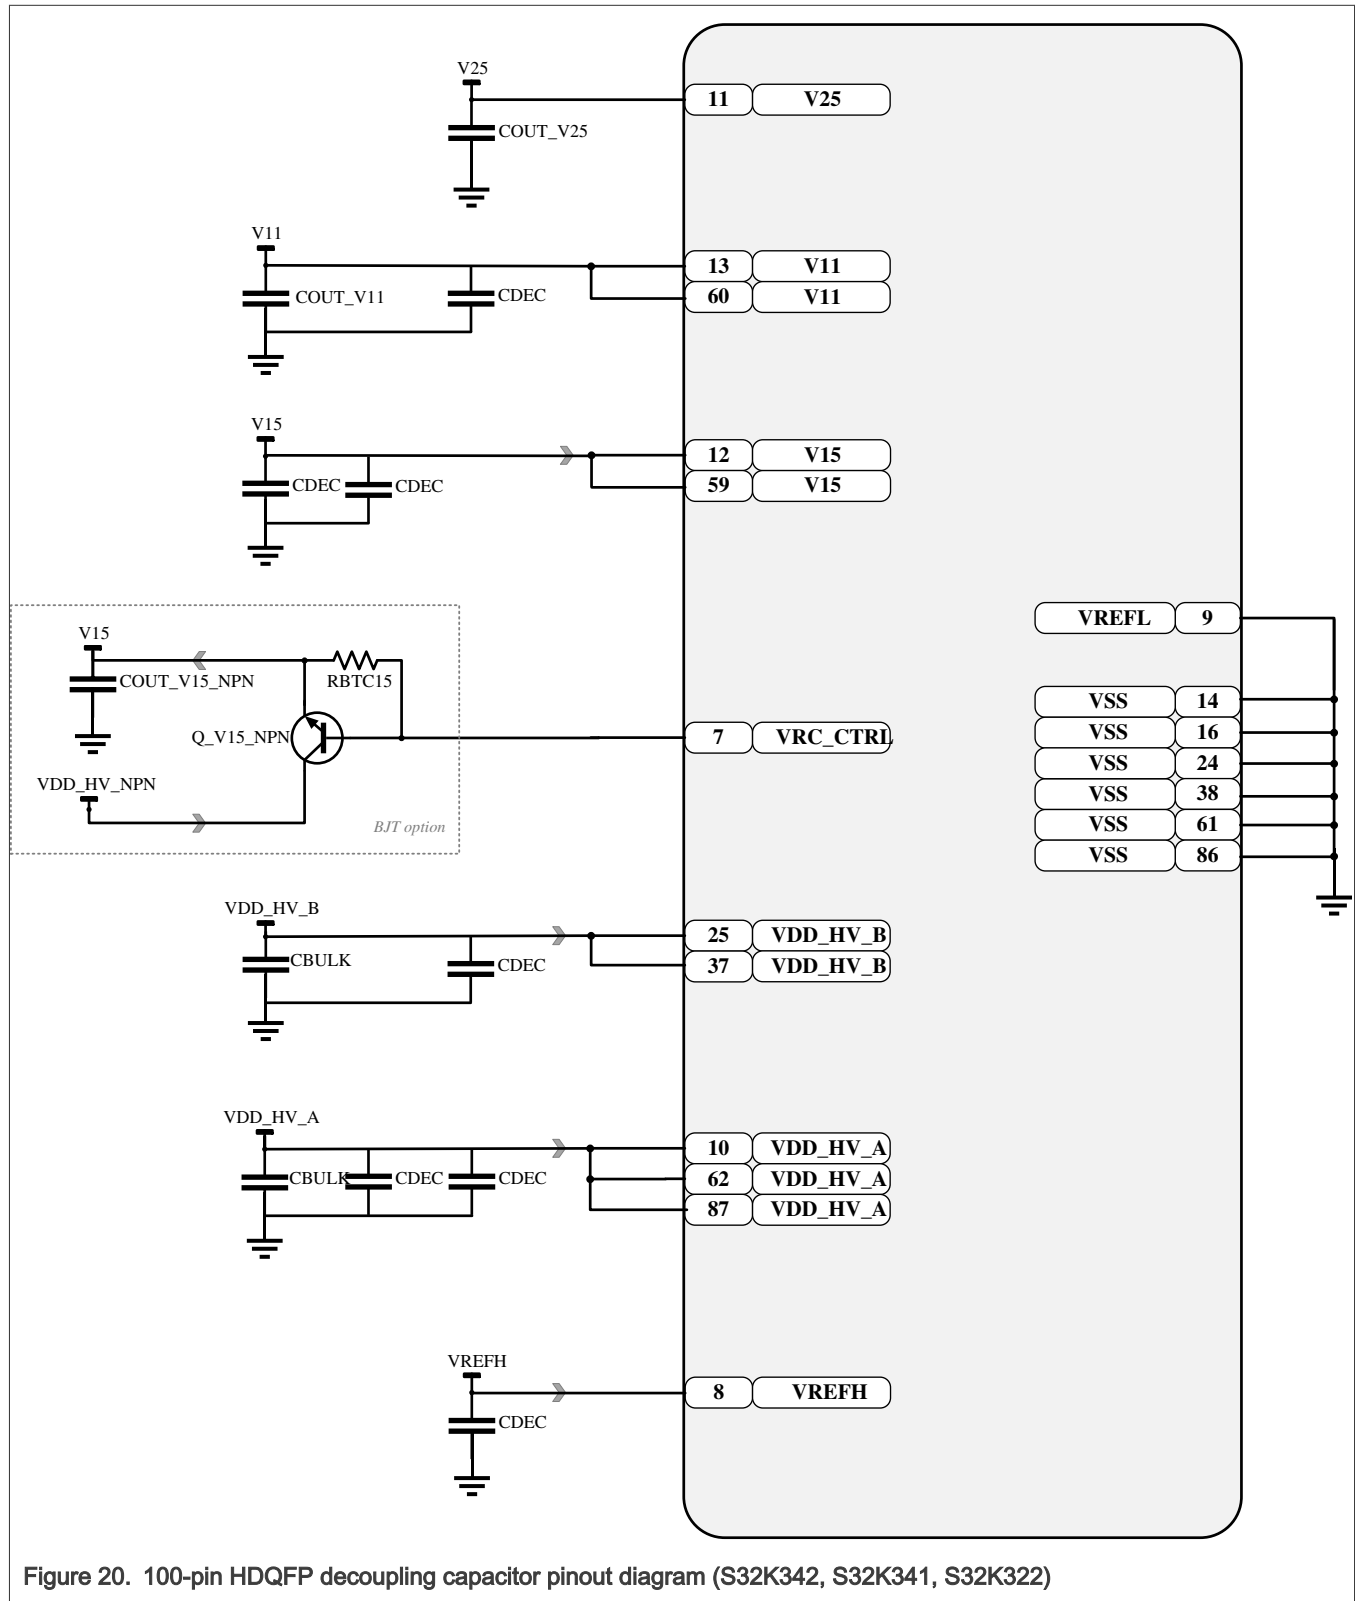 V25
11 V25
COUT_V25
V11
13 V11
COUT_V11 CDEC
60 V11
V15
12 V15
CDEC CDEC
59 V15
VREFL 9
V15
COUT_V15_NPN
RBTC15
VSS 14
VSS 16
Q_V15_NPN
7 VRC_CTRL
VSS 24
VDD_HV_NPN
VSS 38
BJT option
VSS 61
VSS 86
VDD_HV_B
25 VDD_HV_B
CBULK CDEC
37 VDD_HV_B
VDD_HV_A
10 VDD_HV_A
CBULK CDEC CDEC
62 VDD_HV_A
87 VDD_HV_A
VREFH
8 VREFH
CDEC
Figure 20. 100-pin HDQFP decoupling capacitor pinout diagram (S32K342, S32K341, S32K322)